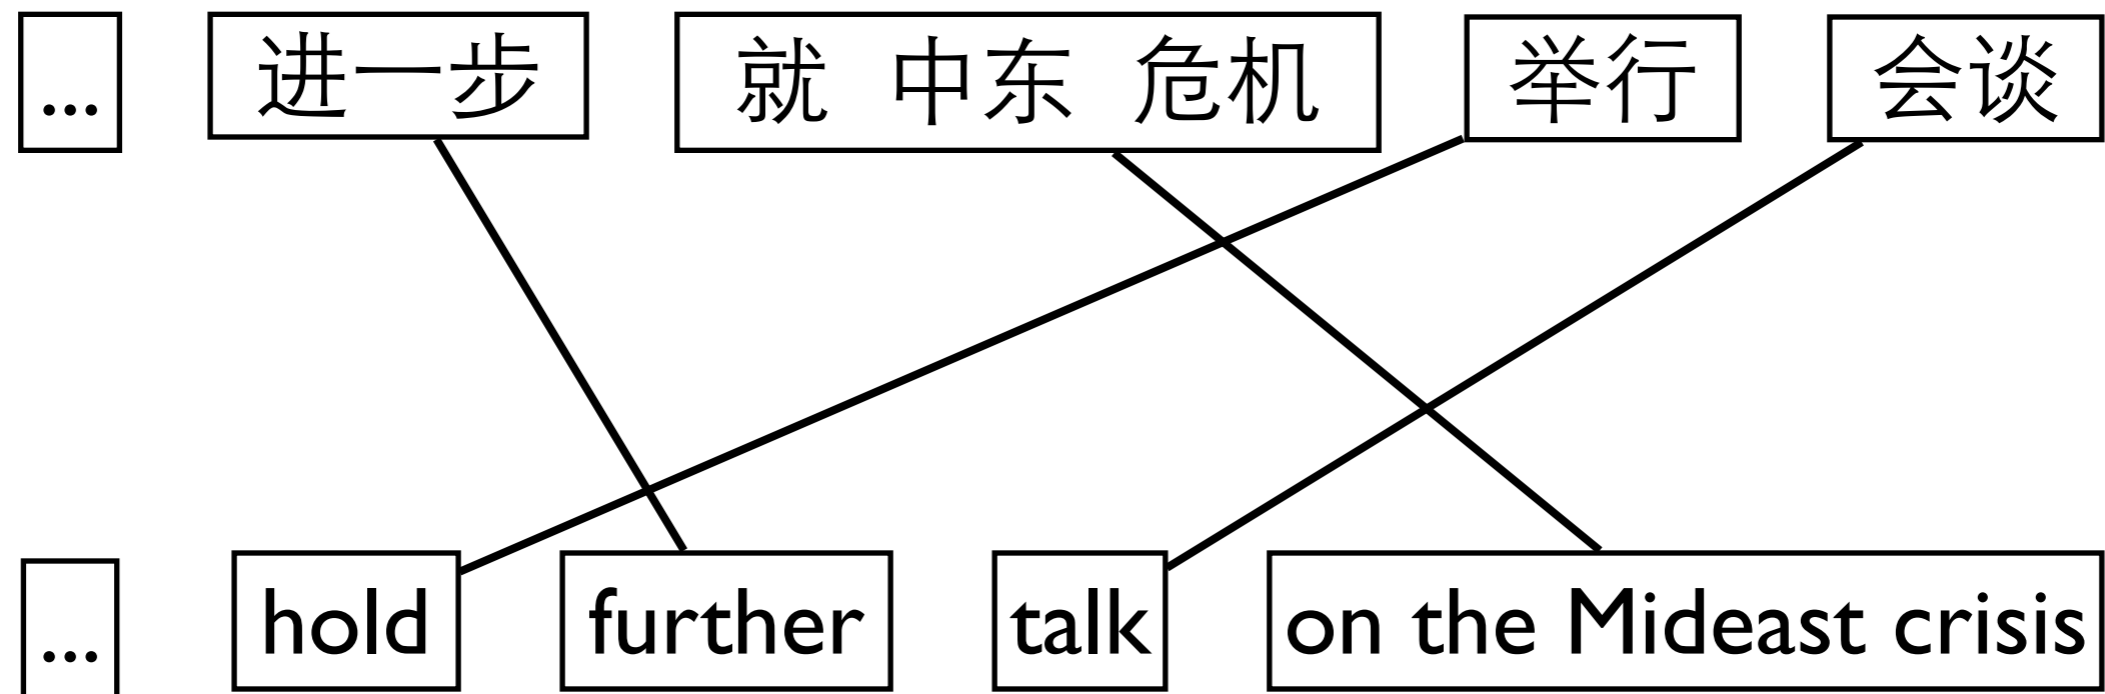 ... 进一步 就 中东 危机 举行 会谈
... hold further talk on the Mideast crisis